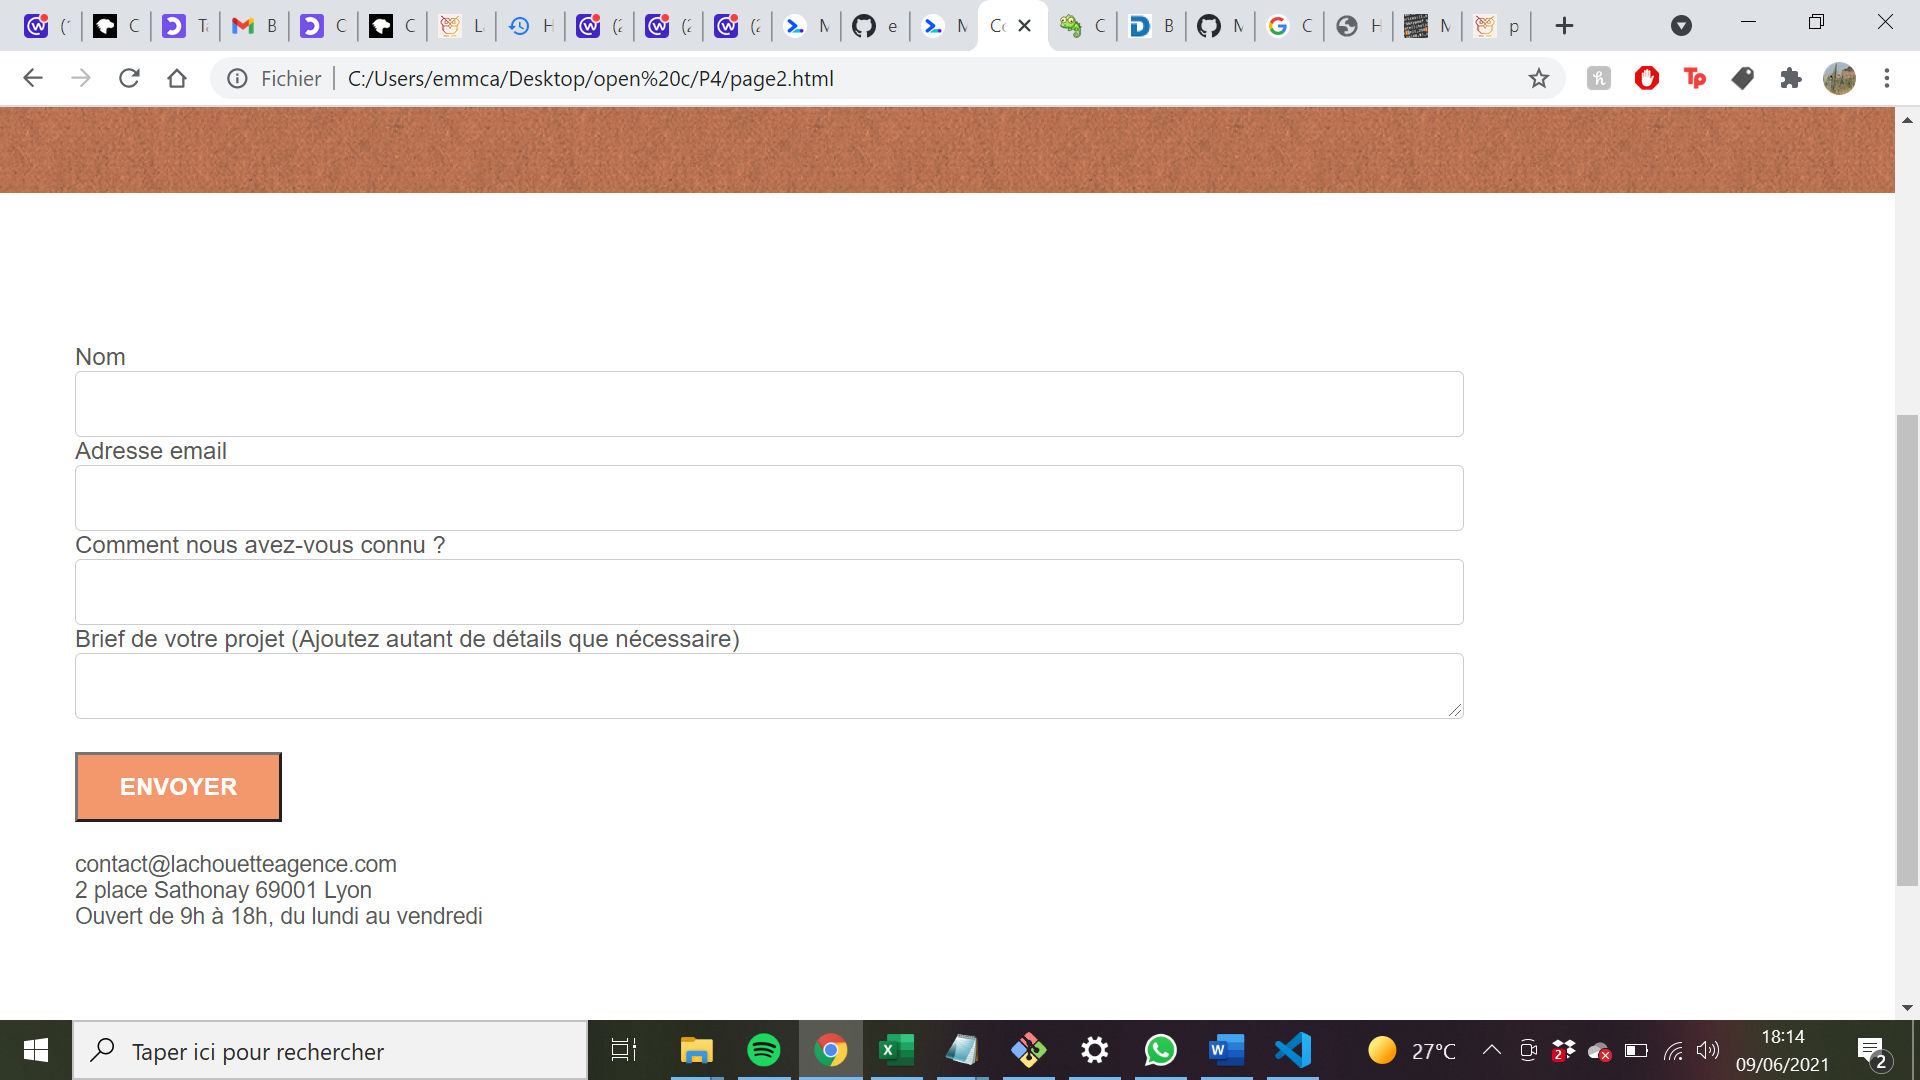 Fichier C:/Users/emmca/Desktop/open%20c/P4/page2.html
Nom
Adresse email
Comment nous avez-vous connu ?
Brief de votre projet (Ajoutez autant de détails que nécessaire)
ENVOYER
contact@lachouetteagence.com
2 place Sathonay 69001 Lyon
Ouvert de 9h à 18h, du lundi au vendredi
Taper ici pour rechercher
27°C
18:14
09/06/2021
2